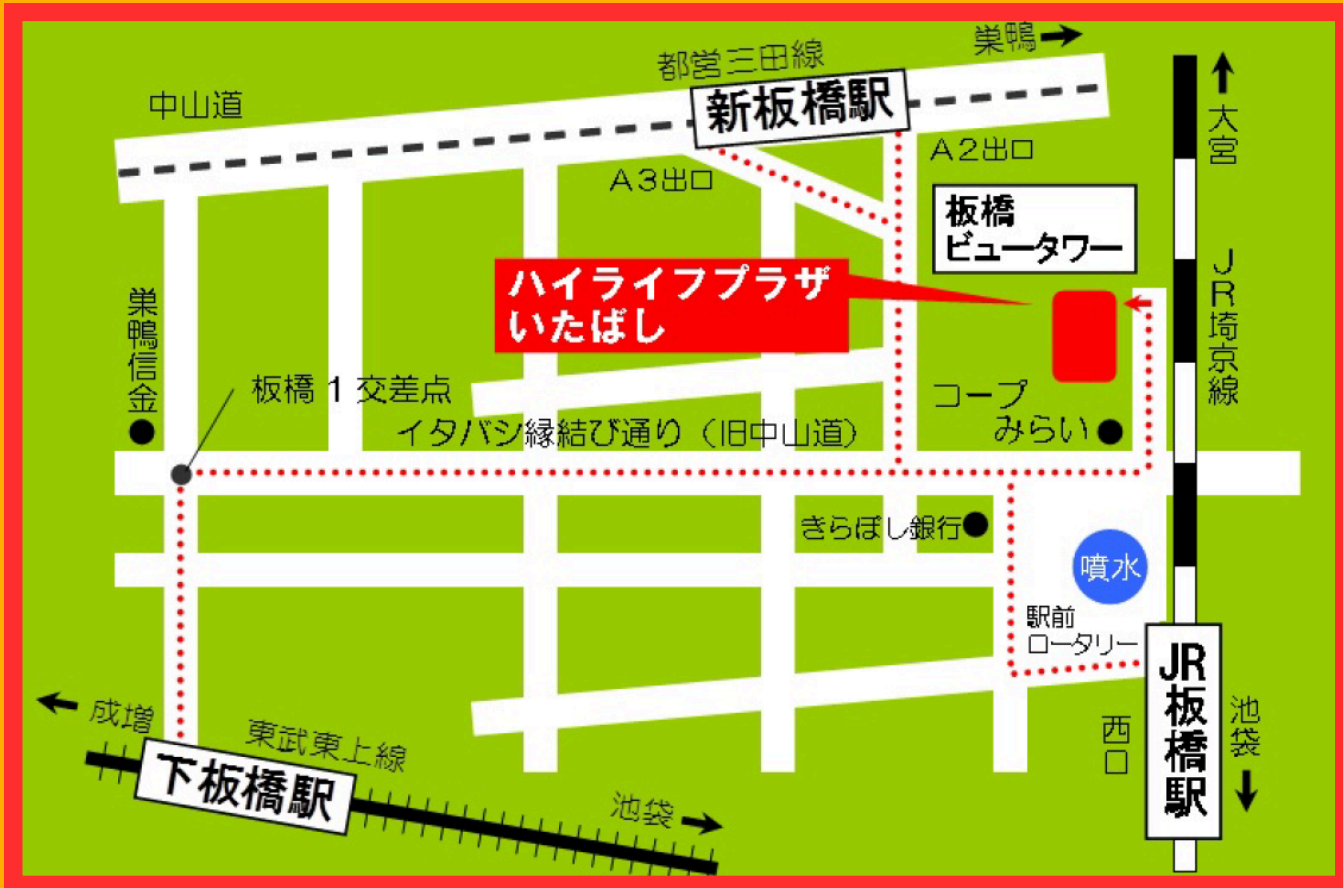 巣鴨
都営三田線
新板橋駅
中山道
大宮
A2出口
A3出口
板橋
ビュータワー
ハイライフプラザ
いたばし
JR埼京線
巣鴨信金
板橋1交差点
コープ
みらい
イタバシ縁結び通り（旧中山道）
きらぼし銀行
噴水
駅前
ロータリー
JR板橋駅
西口
池袋
成増
東武東上線
下板橋駅
池袋